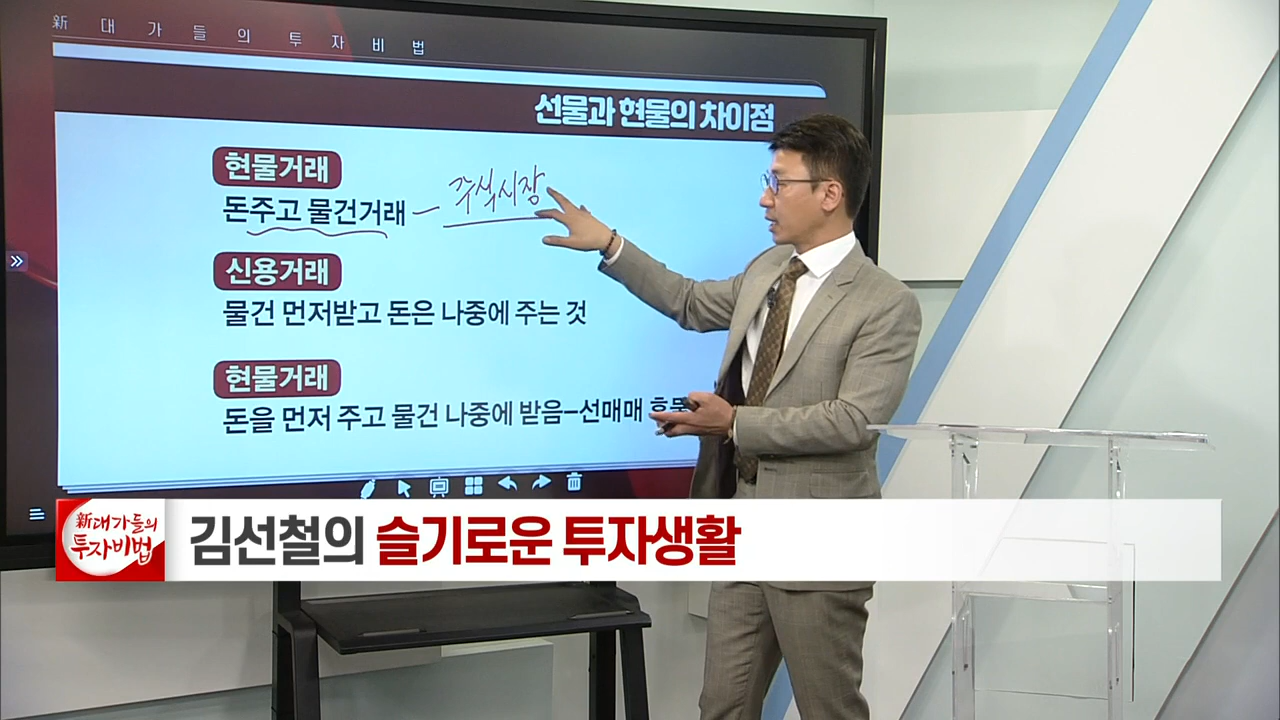 新 대 가 들 의 투 자 비 법
선물과 현물의 차이점
현물거래
돈주고 물건거래 - 주식시장
신용거래
물건 먼저받고 돈은 나중에 주는 것
현물거래
돈을 먼저 주고 물건 나중에 받음-선매매
新대가들의
투자비법
김선철의 슬기로운 투자생활